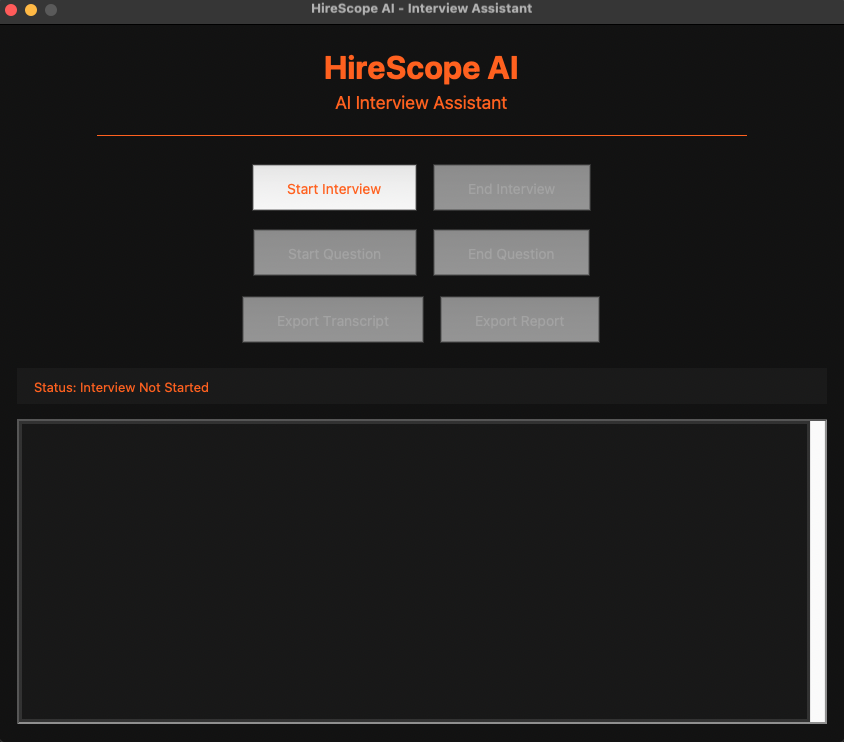 HireScope AI - Interview Assistant
HireScope AI
AI Interview Assistant
Start Interview
End Interview
Start Question
End Question
Export Transcript
Export Report
Status: Interview Not Started